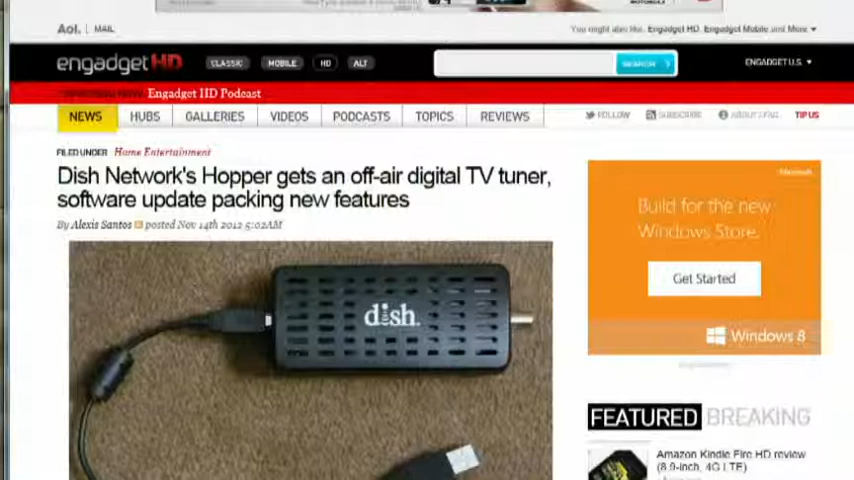 Aol. MAIL
You might also like: Engadget HD, Engadget Mobile and More
engadget HD CLASSIC MOBILE HD ALT SEARCH ENGADGET U.S.
Engadget HD Podcast
NEWS HUBS GALLERIES VIDEOS PODCASTS TOPICS REVIEWS FOLLOW SUBSCRIBE TIP US
FILED UNDER Home Entertainment
Dish Network's Hopper gets an off-air digital TV tuner,
software update packing new features
By Alexis Santos posted Nov 14th 2012 5:02AM
dish.
Microsoft
Build for the new
Windows Store.
Get Started
Windows 8
FEATURED BREAKING
Amazon Kindle Fire HD review
(8.9-inch, 4G LTE)